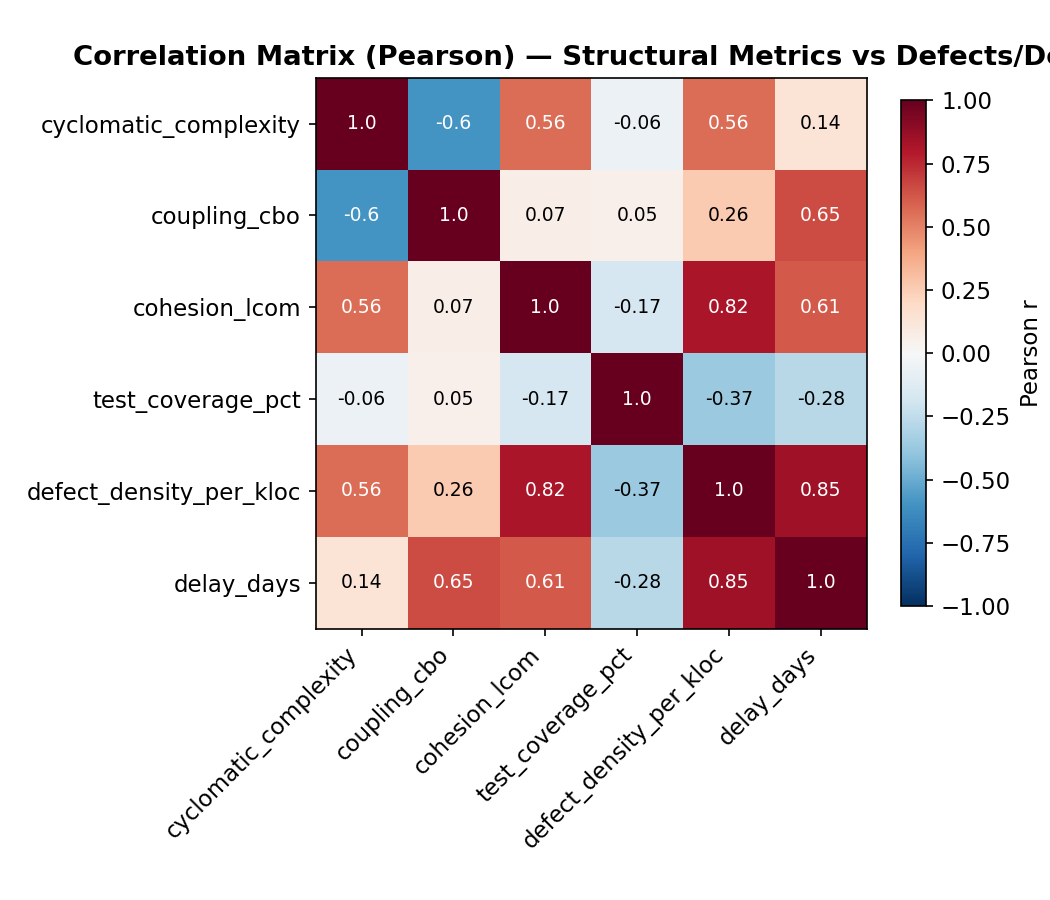 Correlation Matrix (Pearson) — Structural Metrics vs Defects/De
cyclomatic_complexity 1.0 -0.6 0.56 -0.06 0.56 0.14
coupling_cbo -0.6 1.0 0.07 0.05 0.26 0.65
cohesion_lcom 0.56 0.07 1.0 -0.17 0.82 0.61
test_coverage_pct -0.06 0.05 -0.17 1.0 -0.37 -0.28
defect_density_per_kloc 0.56 0.26 0.82 -0.37 1.0 0.85
delay_days 0.14 0.65 0.61 -0.28 0.85 1.0
cyclomatic_complexity
coupling_cbo
cohesion_lcom
test_coverage_pct
defect_density_per_kloc
delay_days
1.00
0.75
0.50
0.25
0.00
−0.25
−0.50
−0.75
−1.00
Pearson r